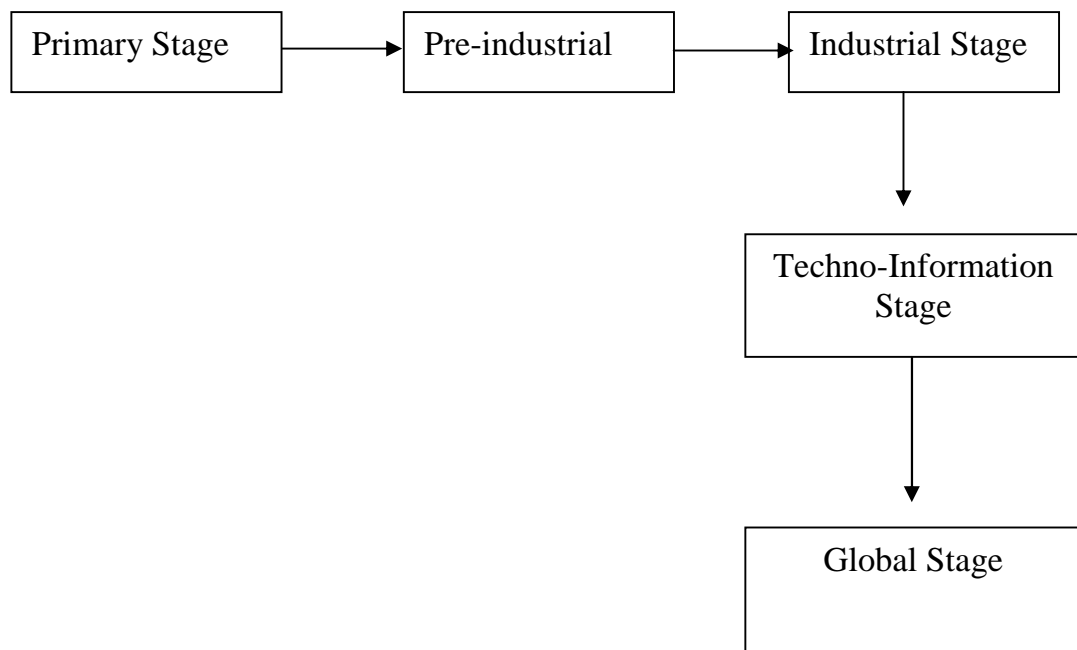 Primary Stage
Pre-industrial
Industrial Stage
Techno-Information
Stage
Global Stage